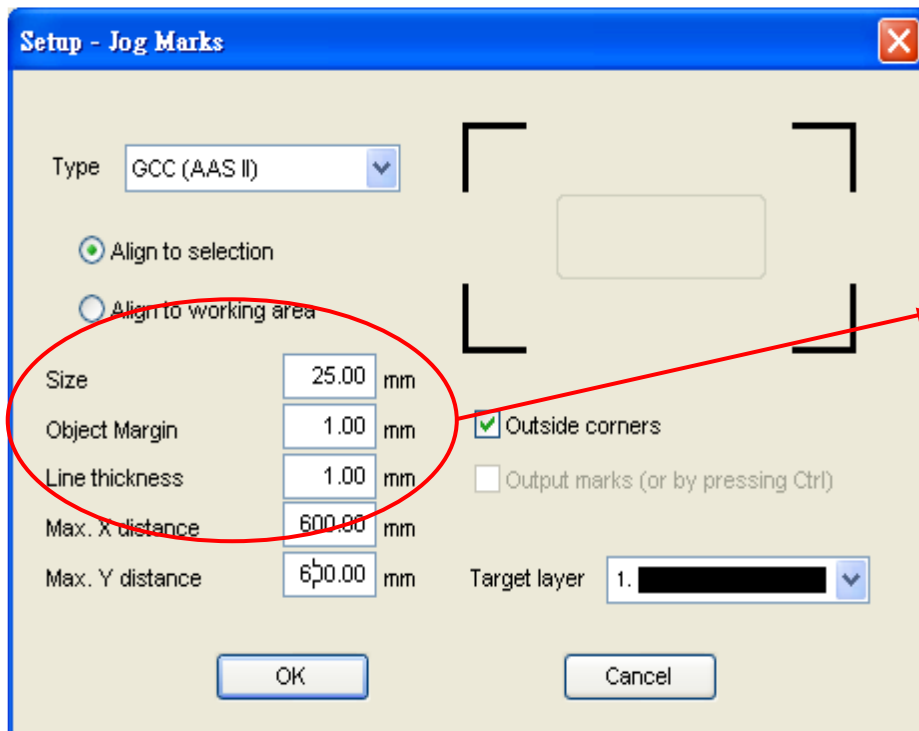 Setup - Jog Marks
Type GCC (AAS II)
Align to selection
Align to working area
Size 25.00 mm
Object Margin 1.00 mm
Outside corners
Line thickness 1.00 mm
Output marks (or by pressing Ctrl)
Max. X distance 600.00 mm
Max. Y distance 600.00 mm
Target layer 1.
OK Cancel